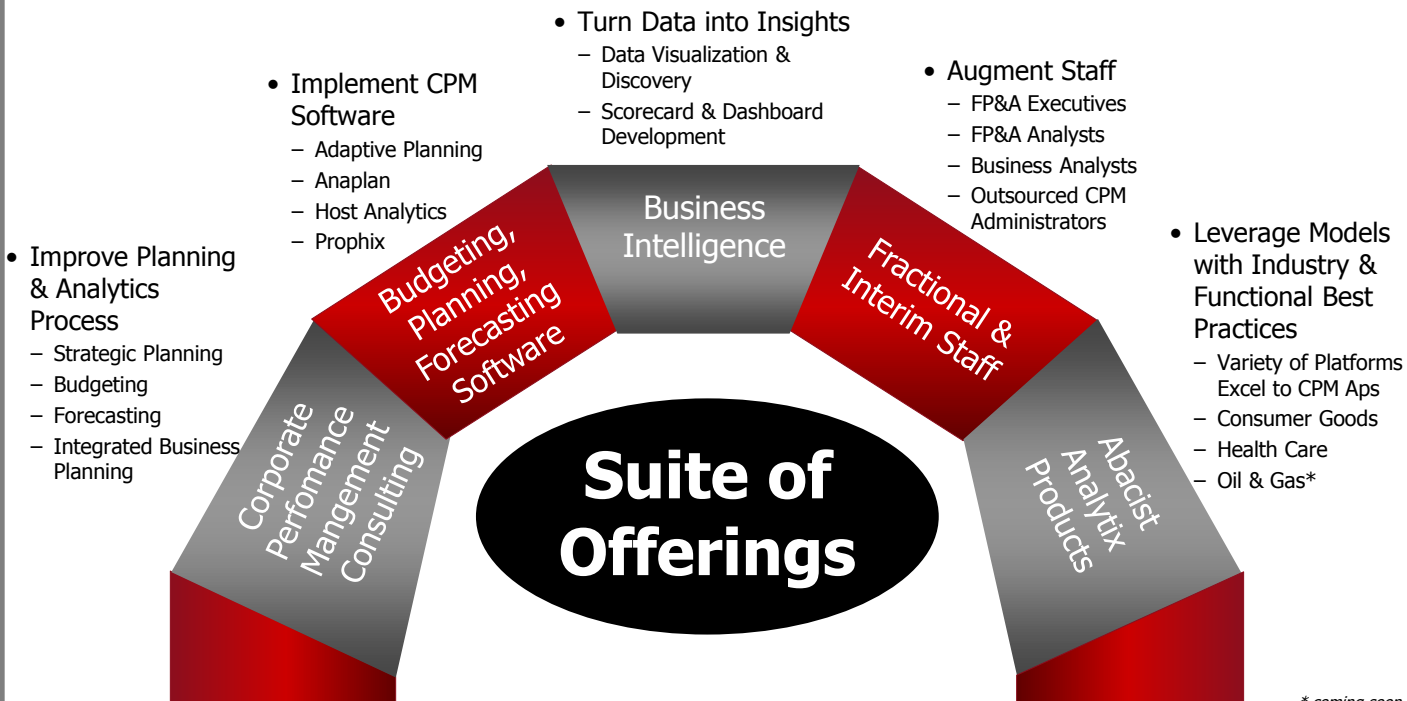 • Turn Data into Insights
– Data Visualization &
Discovery
– Scorecard & Dashboard
Development
• Implement CPM
Software
– Adaptive Planning
– Anaplan
– Host Analytics
– Prophix
• Augment Staff
– FP&A Executives
– FP&A Analysts
– Business Analysts
– Outsourced CPM
Administrators
• Improve Planning
& Analytics
Process
– Strategic Planning
– Budgeting
– Forecasting
– Integrated Business
Planning
• Leverage Models
with Industry &
Functional Best
Practices
– Variety of Platforms
Excel to CPM Aps
– Consumer Goods
– Health Care
– Oil & Gas*
Corporate
Perfomance
Mangement
Consulting
Budgeting,
Planning,
Forecasting
Software
Business
Intelligence
Fractional &
Interim Staff
Abacist
Analytix
Products
Suite of
Offerings
* coming soon